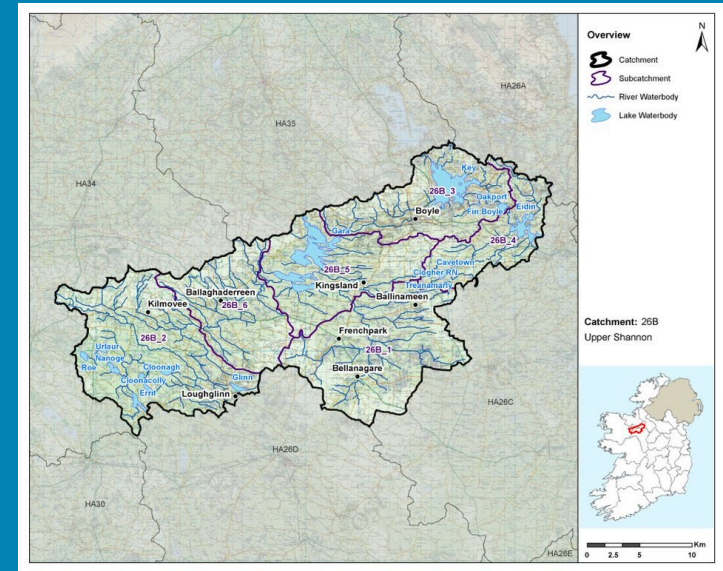 HA26A
HA35
HA34
Key
26B_3
Oakport
Eidin
Boyle
Fin Boyle
Gara
26B_4
Cavetown
26B_5
Clogher RN
Kingsland
Treanamarly
Ballaghaderreen
26B_6
Ballinameen
Kilmovee
Frenchpark
26B_2
26B_1
Urlaur
Nanoge
Cloonagh
Roe
Cloonacolly
Glinn
Bellanagare
Errit
Loughglinn
HA26C
HA26D
HA30
HA26E
Overview
N
Catchment
Subcatchment
River Waterbody
Lake Waterbody
Catchment: 26B
Upper Shannon
Km
0 2.5 5 10